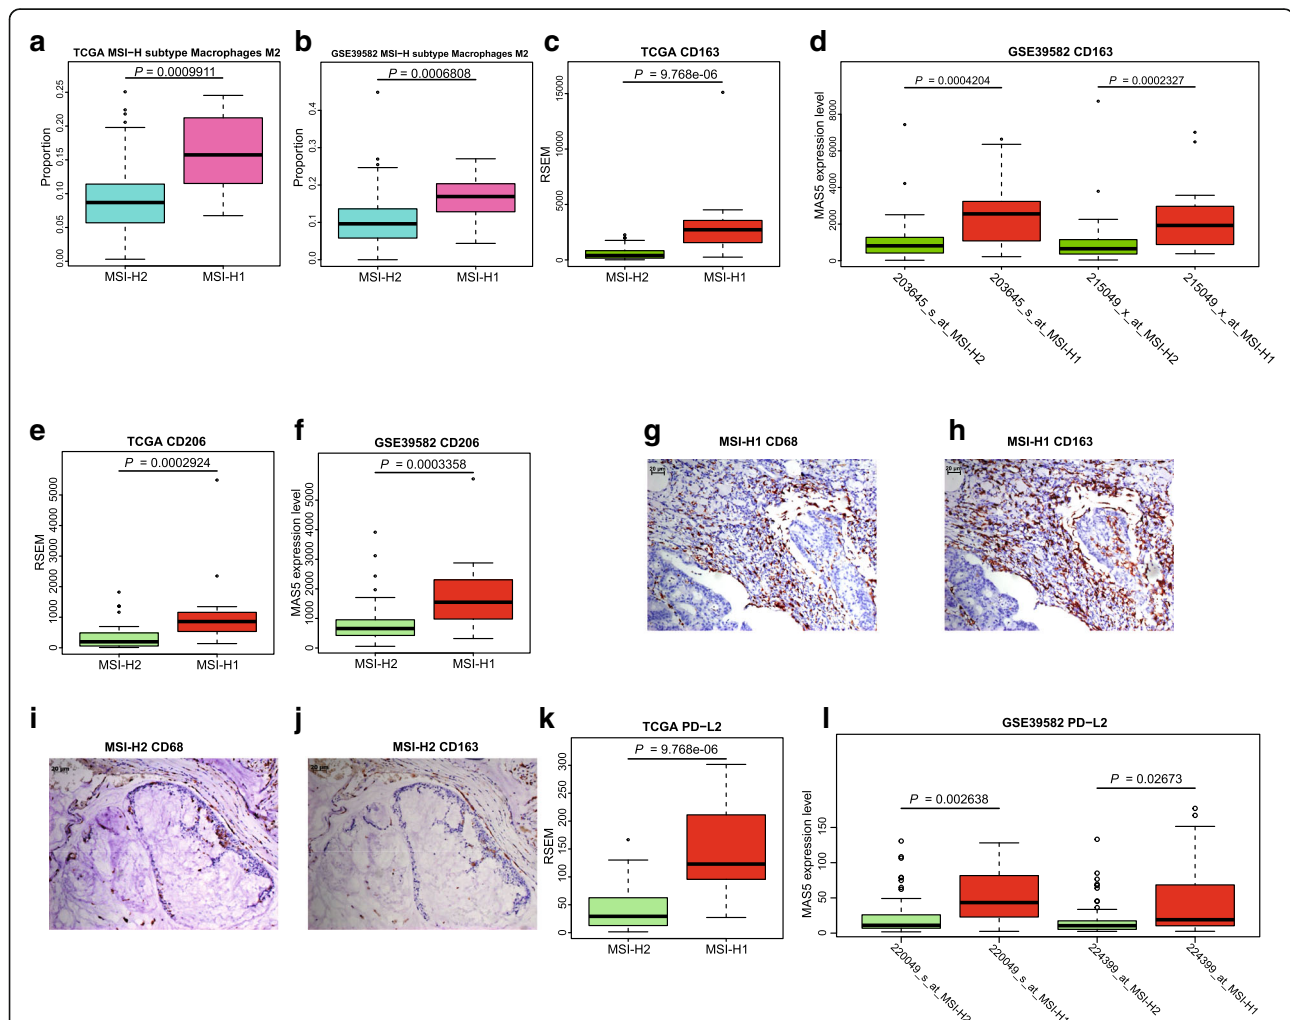 a
TCGA MSI-H subtype Macrophages M2
P = 0.0009911
Proportion
0.25
0.20
0.15
0.10
0.05
0.00
MSI-H2
MSI-H1
b
GSE39582 MSI-H subtype Macrophages M2
P = 0.0006808
Proportion
0.4
0.3
0.2
0.1
0.0
MSI-H2
MSI-H1
c
TCGA CD163
P = 9.768e-06
RSEM
15000
10000
5000
0
MSI-H2
MSI-H1
d
GSE39582 CD163
P = 0.0004204
P = 0.0002327
MAS5 expression level
8000
6000
4000
2000
0
203645_s_at_MSI-H2
203645_s_at_MSI-H1
215049_x_at_MSI-H2
215049_x_at_MSI-H1
e
TCGA CD206
P = 0.0002924
RSEM
5000
4000
3000
2000
1000
0
MSI-H2
MSI-H1
f
GSE39582 CD206
P = 0.0003358
MAS5 expression level
5000
4000
3000
2000
1000
0
MSI-H2
MSI-H1
g
MSI-H1 CD68
20 µm
h
MSI-H1 CD163
20 µm
i
MSI-H2 CD68
20 µm
j
MSI-H2 CD163
20 µm
k
TCGA PD-L2
P = 9.768e-06
RSEM
300
250
200
150
100
50
0
MSI-H2
MSI-H1
l
GSE39582 PD-L2
P = 0.002638
P = 0.02673
MAS5 expression level
150
100
50
0
220049_s_at_MSI-H2
220049_s_at_MSI-H1
224399_at_MSI-H2
224399_at_MSI-H1